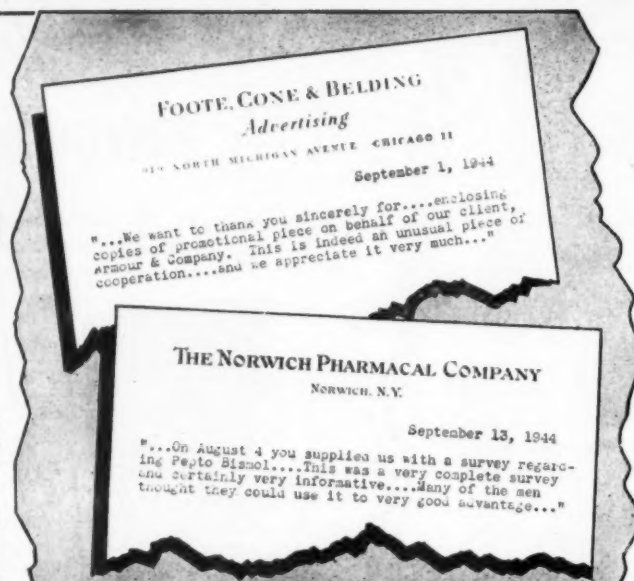 FOOTE, CONE & BELDING
Advertising
919 NORTH MICHIGAN AVENUE CHICAGO 11
September 1, 1944
"...We want to thank you sincerely for....enclosing
copies of promotional piece on behalf of our client,
Armour & Company. This is indeed an unusual piece of
cooperation....and we appreciate it very much..."
THE NORWICH PHARMACAL COMPANY
NORWICH, N.Y.
September 13, 1944
"...On August 4 you supplied us with a survey regard-
ing Pepto Bismol....This was a very complete survey
and certainly very informative....Many of the men
thought they could use it to very good advantage..."